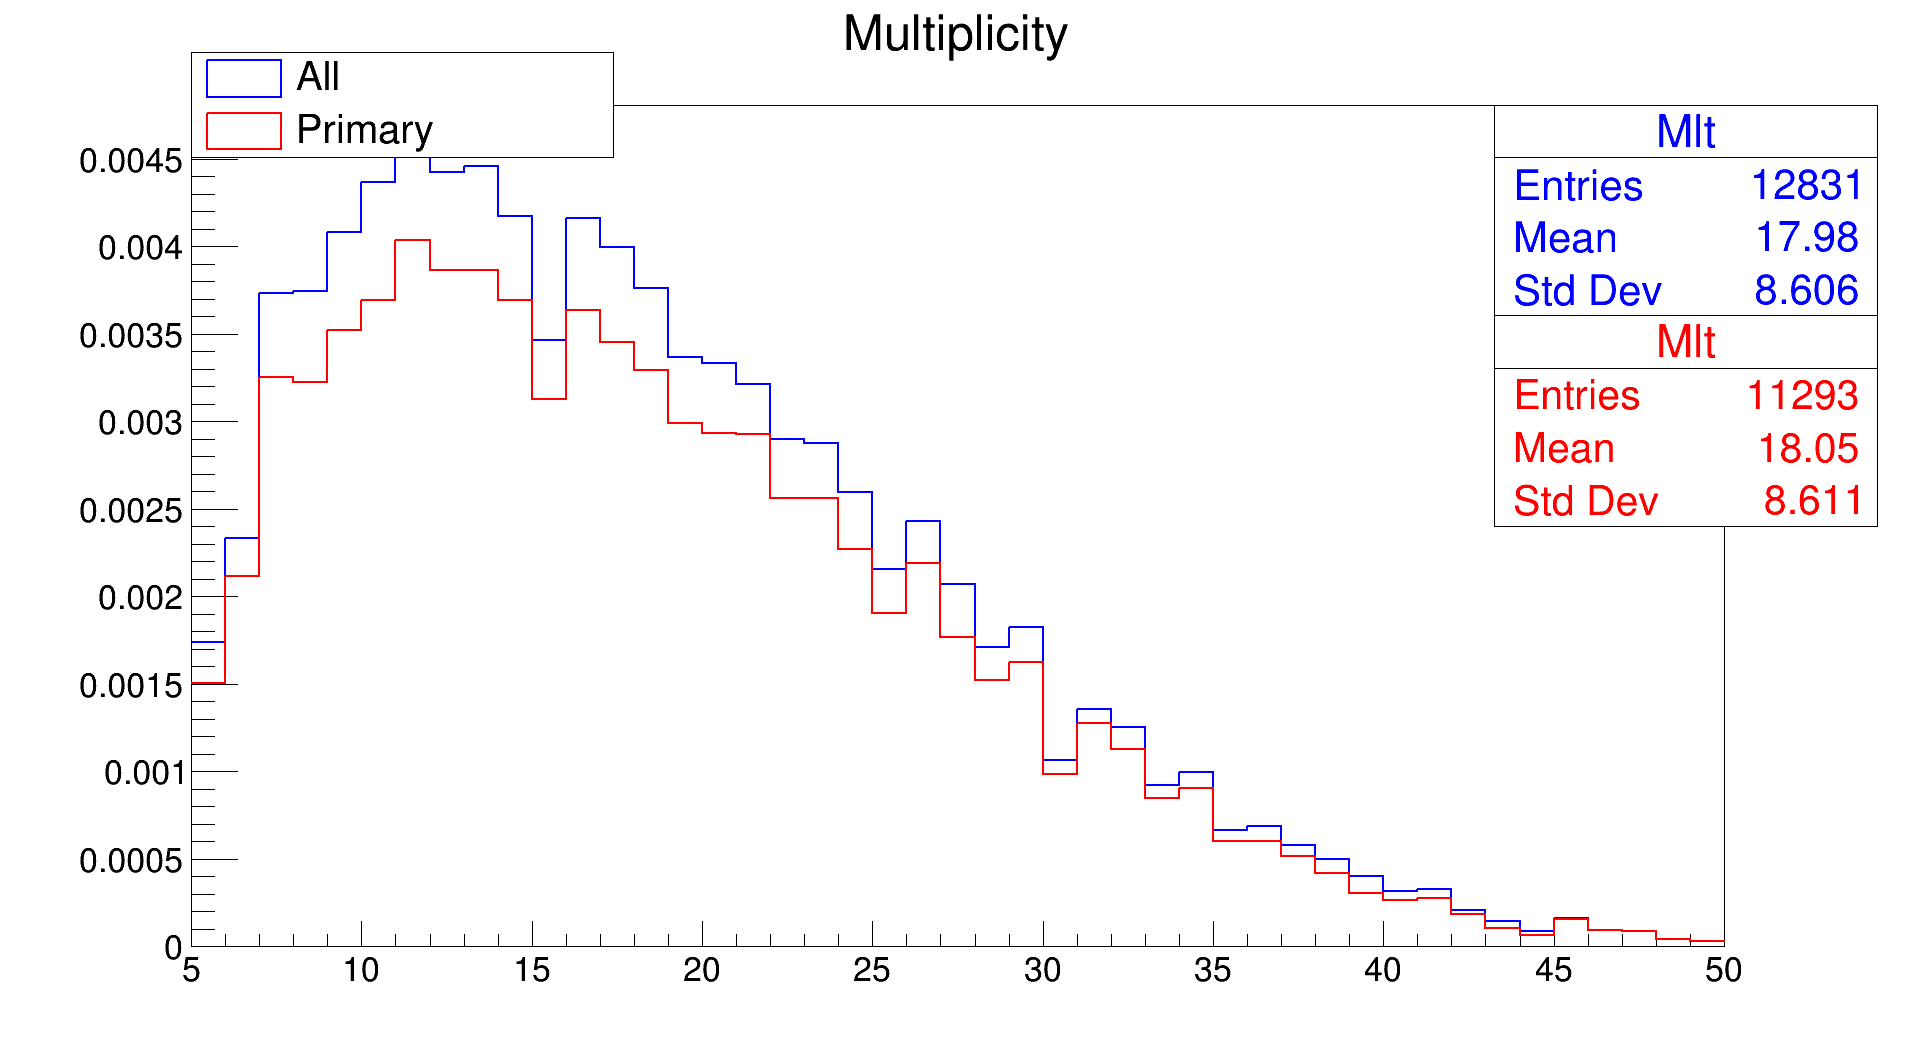 Multiplicity
All
Primary
Mlt
Entries 12831
Mean 17.98
Std Dev 8.606
Mlt
Entries 11293
Mean 18.05
Std Dev 8.611
0.0045
0.004
0.0035
0.003
0.0025
0.002
0.0015
0.001
0.0005
0
5 10 15 20 25 30 35 40 45 50